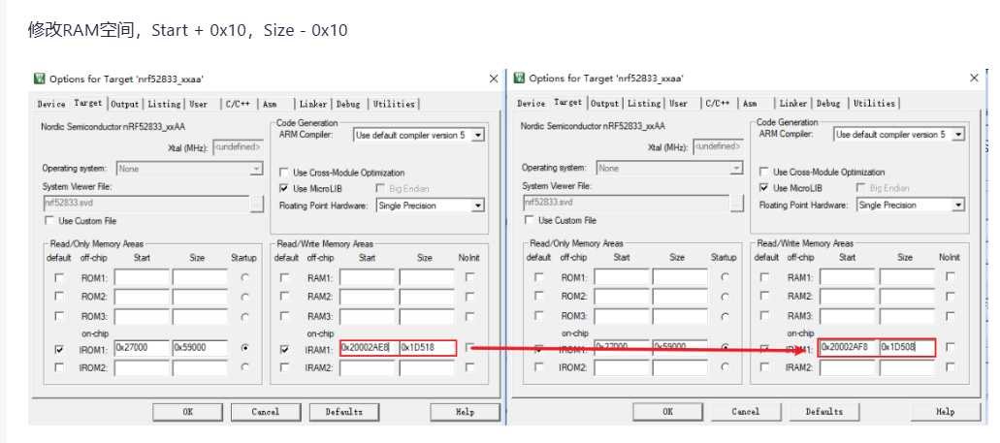 修改RAM空间，Start + 0x10，Size - 0x10
Options for Target 'nrf52833_xxaa'
Device Target Output Listing User C/C++ Asm Linker Debug Utilities
Nordic Semiconductor nRF52833_xxAA
Xtal (MHz): <undefined>
Operating system: None
System Viewer File:
nrf52833.svd
...
Use Custom File
Code Generation
ARM Compiler: Use default compiler version 5
Use Cross-Module Optimization
Use MicroLIB Big Endian
Floating Point Hardware: Single Precision
Read/Only Memory Areas
default off-chip Start Size Startup
ROM1:
ROM2:
ROM3:
on-chip
IROM1: 0x27000 0x59000
IROM2:
Read/Write Memory Areas
default off-chip Start Size NoInit
RAM1:
RAM2:
RAM3:
on-chip
IRAM1: 0x20002AE8 0x1D518
IRAM2:
OK Cancel Defaults Help
Options for Target 'nrf52833_xxaa'
Device Target Output Listing User C/C++ Asm Linker Debug Utilities
Nordic Semiconductor nRF52833_xxAA
Xtal (MHz): <undefined>
Operating system: None
System Viewer File:
nrf52833.svd
...
Use Custom File
Code Generation
ARM Compiler: Use default compiler version 5
Use Cross-Module Optimization
Use MicroLIB Big Endian
Floating Point Hardware: Single Precision
Read/Only Memory Areas
default off-chip Start Size Startup
ROM1:
ROM2:
ROM3:
on-chip
IROM1: 0x27000 0x59000
IROM2:
Read/Write Memory Areas
default off-chip Start Size NoInit
RAM1:
RAM2:
RAM3:
on-chip
IRAM1: 0x20002AF8 0x1D508
IRAM2:
OK Cancel Defaults Help